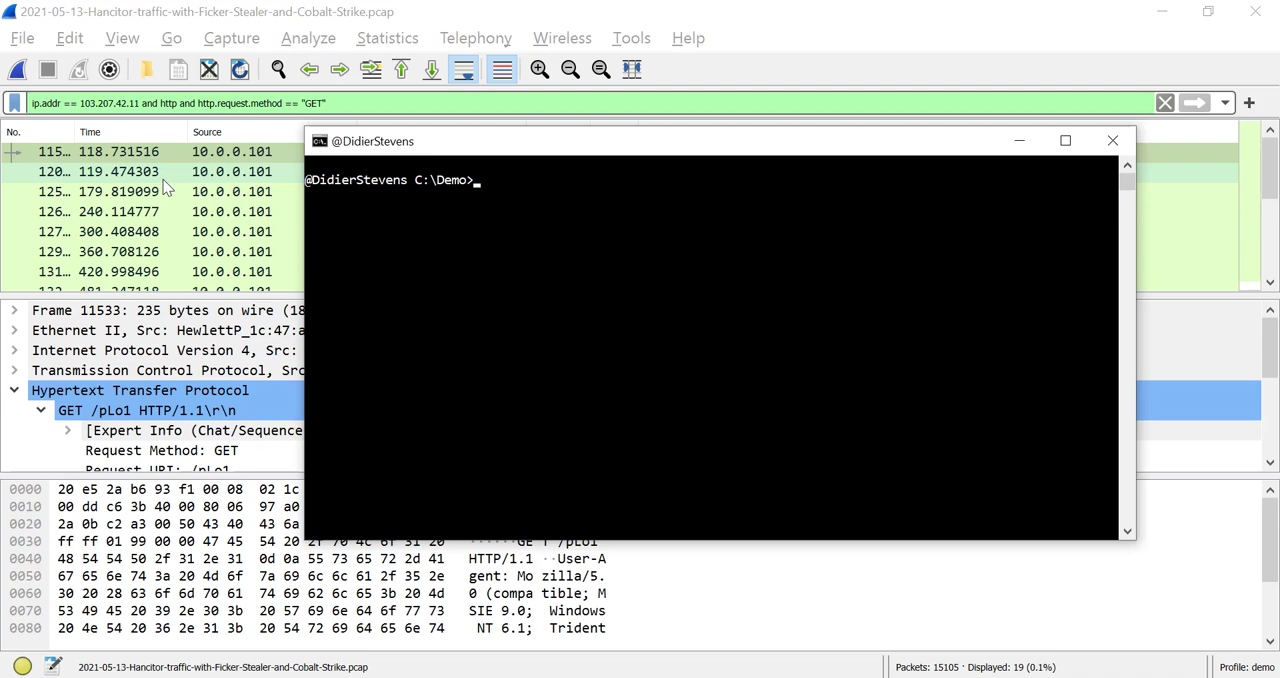 2021-05-13-Hancitor-traffic-with-Ficker-Stealer-and-Cobalt-Strike.pcap
File Edit View Go Capture Analyze Statistics Telephony Wireless Tools Help
ip.addr == 103.207.42.11 and http and http.request.method == "GET"
No. Time Source
115… 118.731516 10.0.0.101
120… 119.474303 10.0.0.101
125… 179.819099 10.0.0.101
126… 240.114777 10.0.0.101
127… 300.408408 10.0.0.101
129… 360.708126 10.0.0.101
131… 420.998496 10.0.0.101
@DidierStevens
@DidierStevens C:\Demo>
Frame 11533: 235 bytes on wire (18
Ethernet II, Src: HewlettP_1c:47:a
Internet Protocol Version 4, Src:
Transmission Control Protocol, Src
Hypertext Transfer Protocol
GET /pLo1 HTTP/1.1\r\n
[Expert Info (Chat/Sequence
Request Method: GET
Request URI: /pLo1
0000 20 e5 2a b6 93 f1 00 08 02 1c
0010 00 dd c6 3b 40 00 80 06 97 a0
0020 2a 0b c2 a3 00 50 43 40 43 6a
0030 ff ff 01 99 00 00 47 45 54 20 2f 70 4c 6f 31 20 ······GE T /pLo1
0040 48 54 54 50 2f 31 2e 31 0d 0a 55 73 65 72 2d 41 HTTP/1.1 ··User-A
0050 67 65 6e 74 3a 20 4d 6f 7a 69 6c 6c 61 2f 35 2e gent: Mo zilla/5.
0060 30 20 28 63 6f 6d 70 61 74 69 62 6c 65 3b 20 4d 0 (compa tible; M
0070 53 49 45 20 39 2e 30 3b 20 57 69 6e 64 6f 77 73 SIE 9.0; Windows
0080 20 4e 54 20 36 2e 31 3b 20 54 72 69 64 65 6e 74 NT 6.1; Trident
2021-05-13-Hancitor-traffic-with-Ficker-Stealer-and-Cobalt-Strike.pcap Packets: 15105 · Displayed: 19 (0.1%) Profile: demo